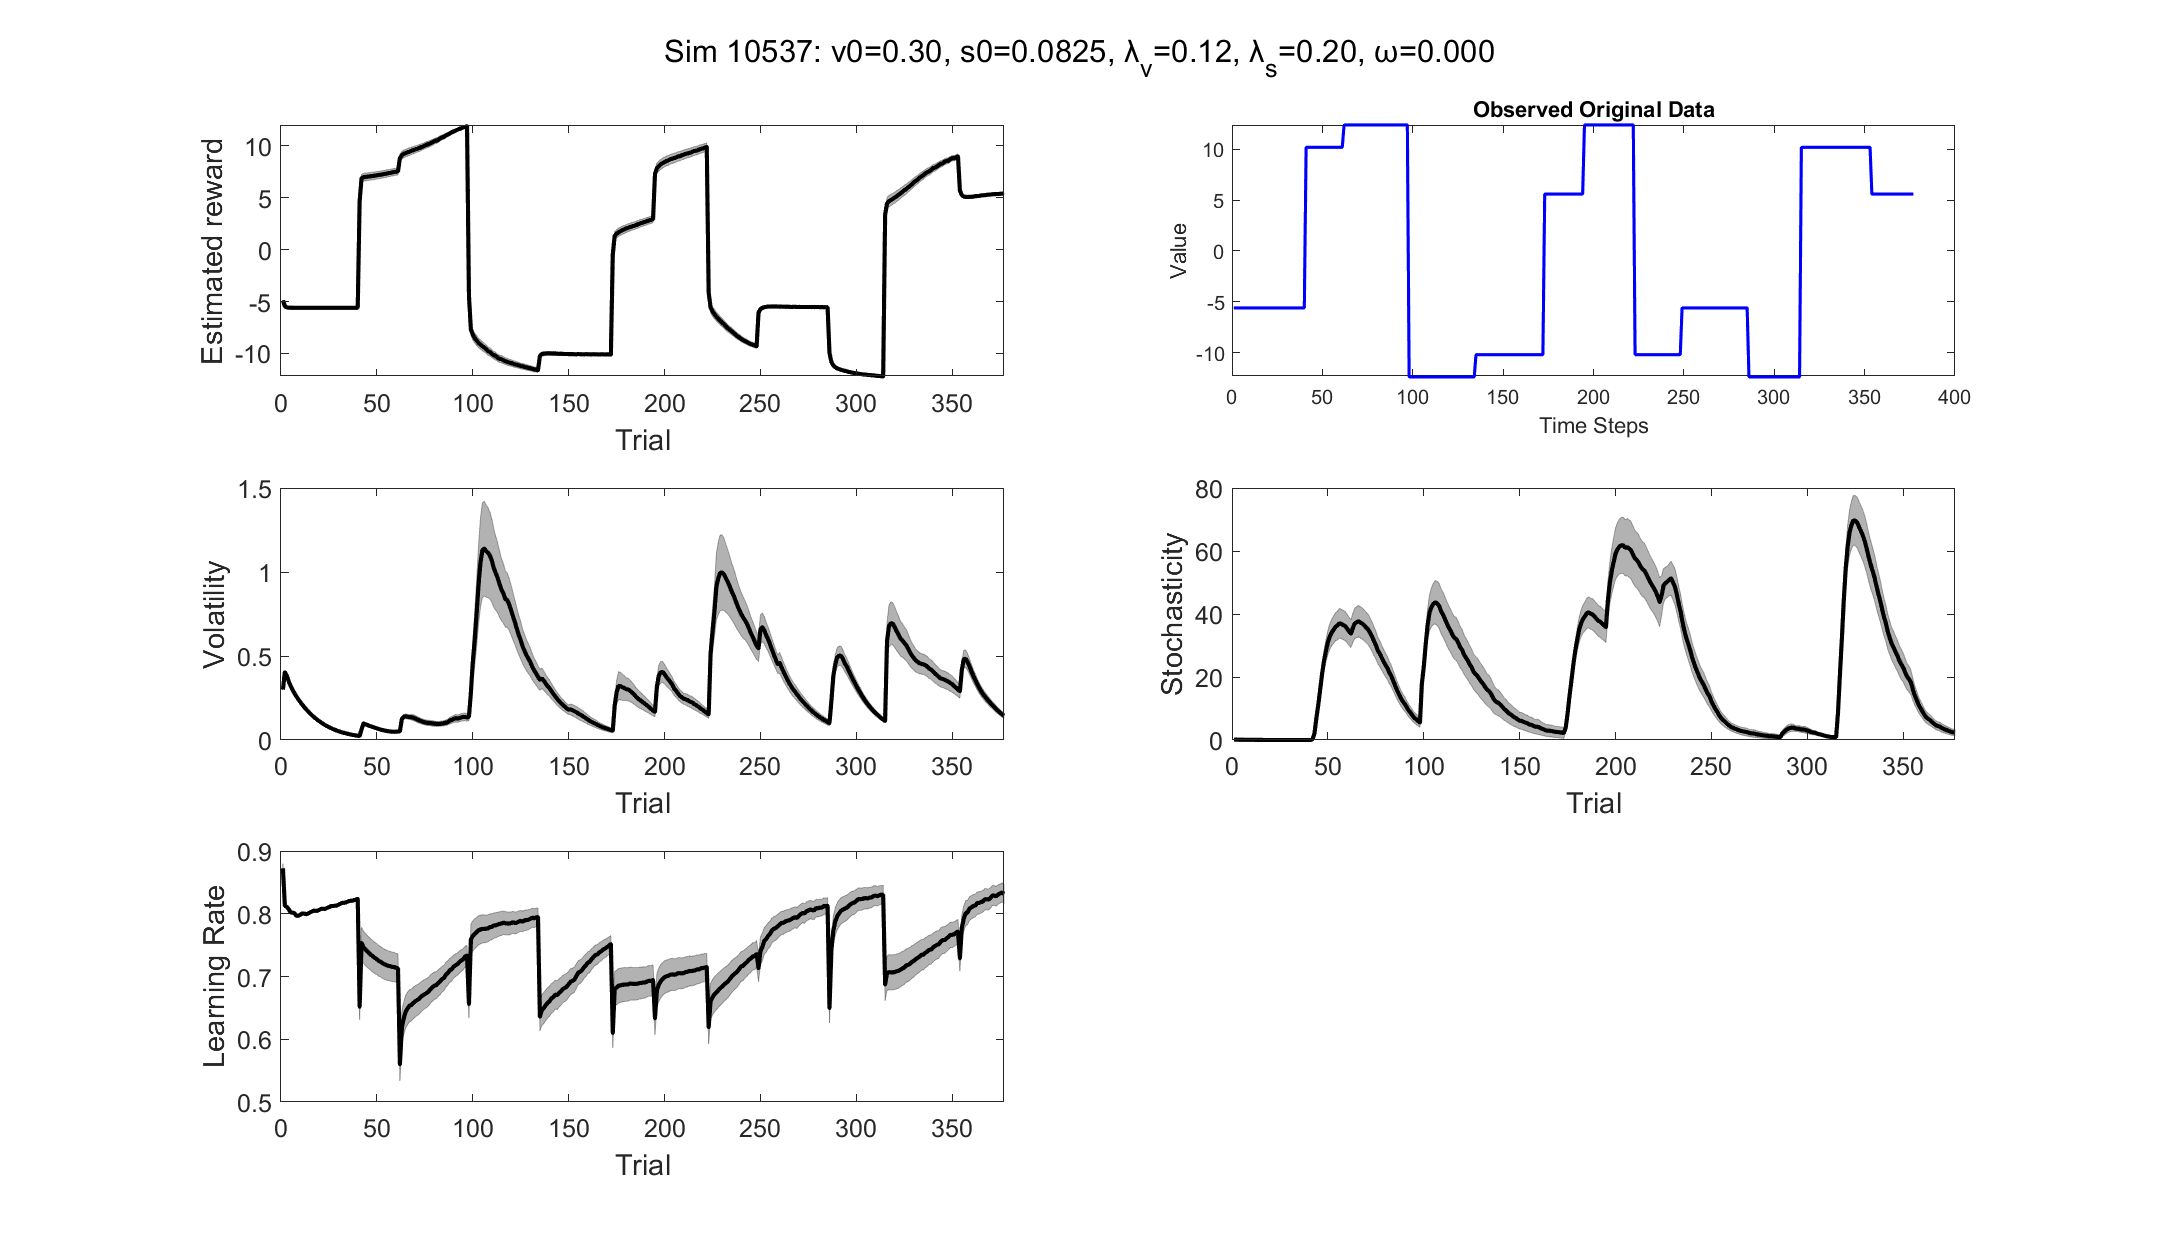 Sim 10537: v0=0.30, s0=0.0825, λv=0.12, λs=0.20, ω=0.000
Estimated reward
10
5
0
-5
-10
0 50 100 150 200 250 300 350
Trial
Observed Original Data
Value
10
5
0
-5
-10
0 50 100 150 200 250 300 350 400
Time Steps
Volatility
1.5
1
0.5
0
0 50 100 150 200 250 300 350
Trial
Stochasticity
80
60
40
20
0
0 50 100 150 200 250 300 350
Trial
Learning Rate
0.9
0.8
0.7
0.6
0.5
0 50 100 150 200 250 300 350
Trial